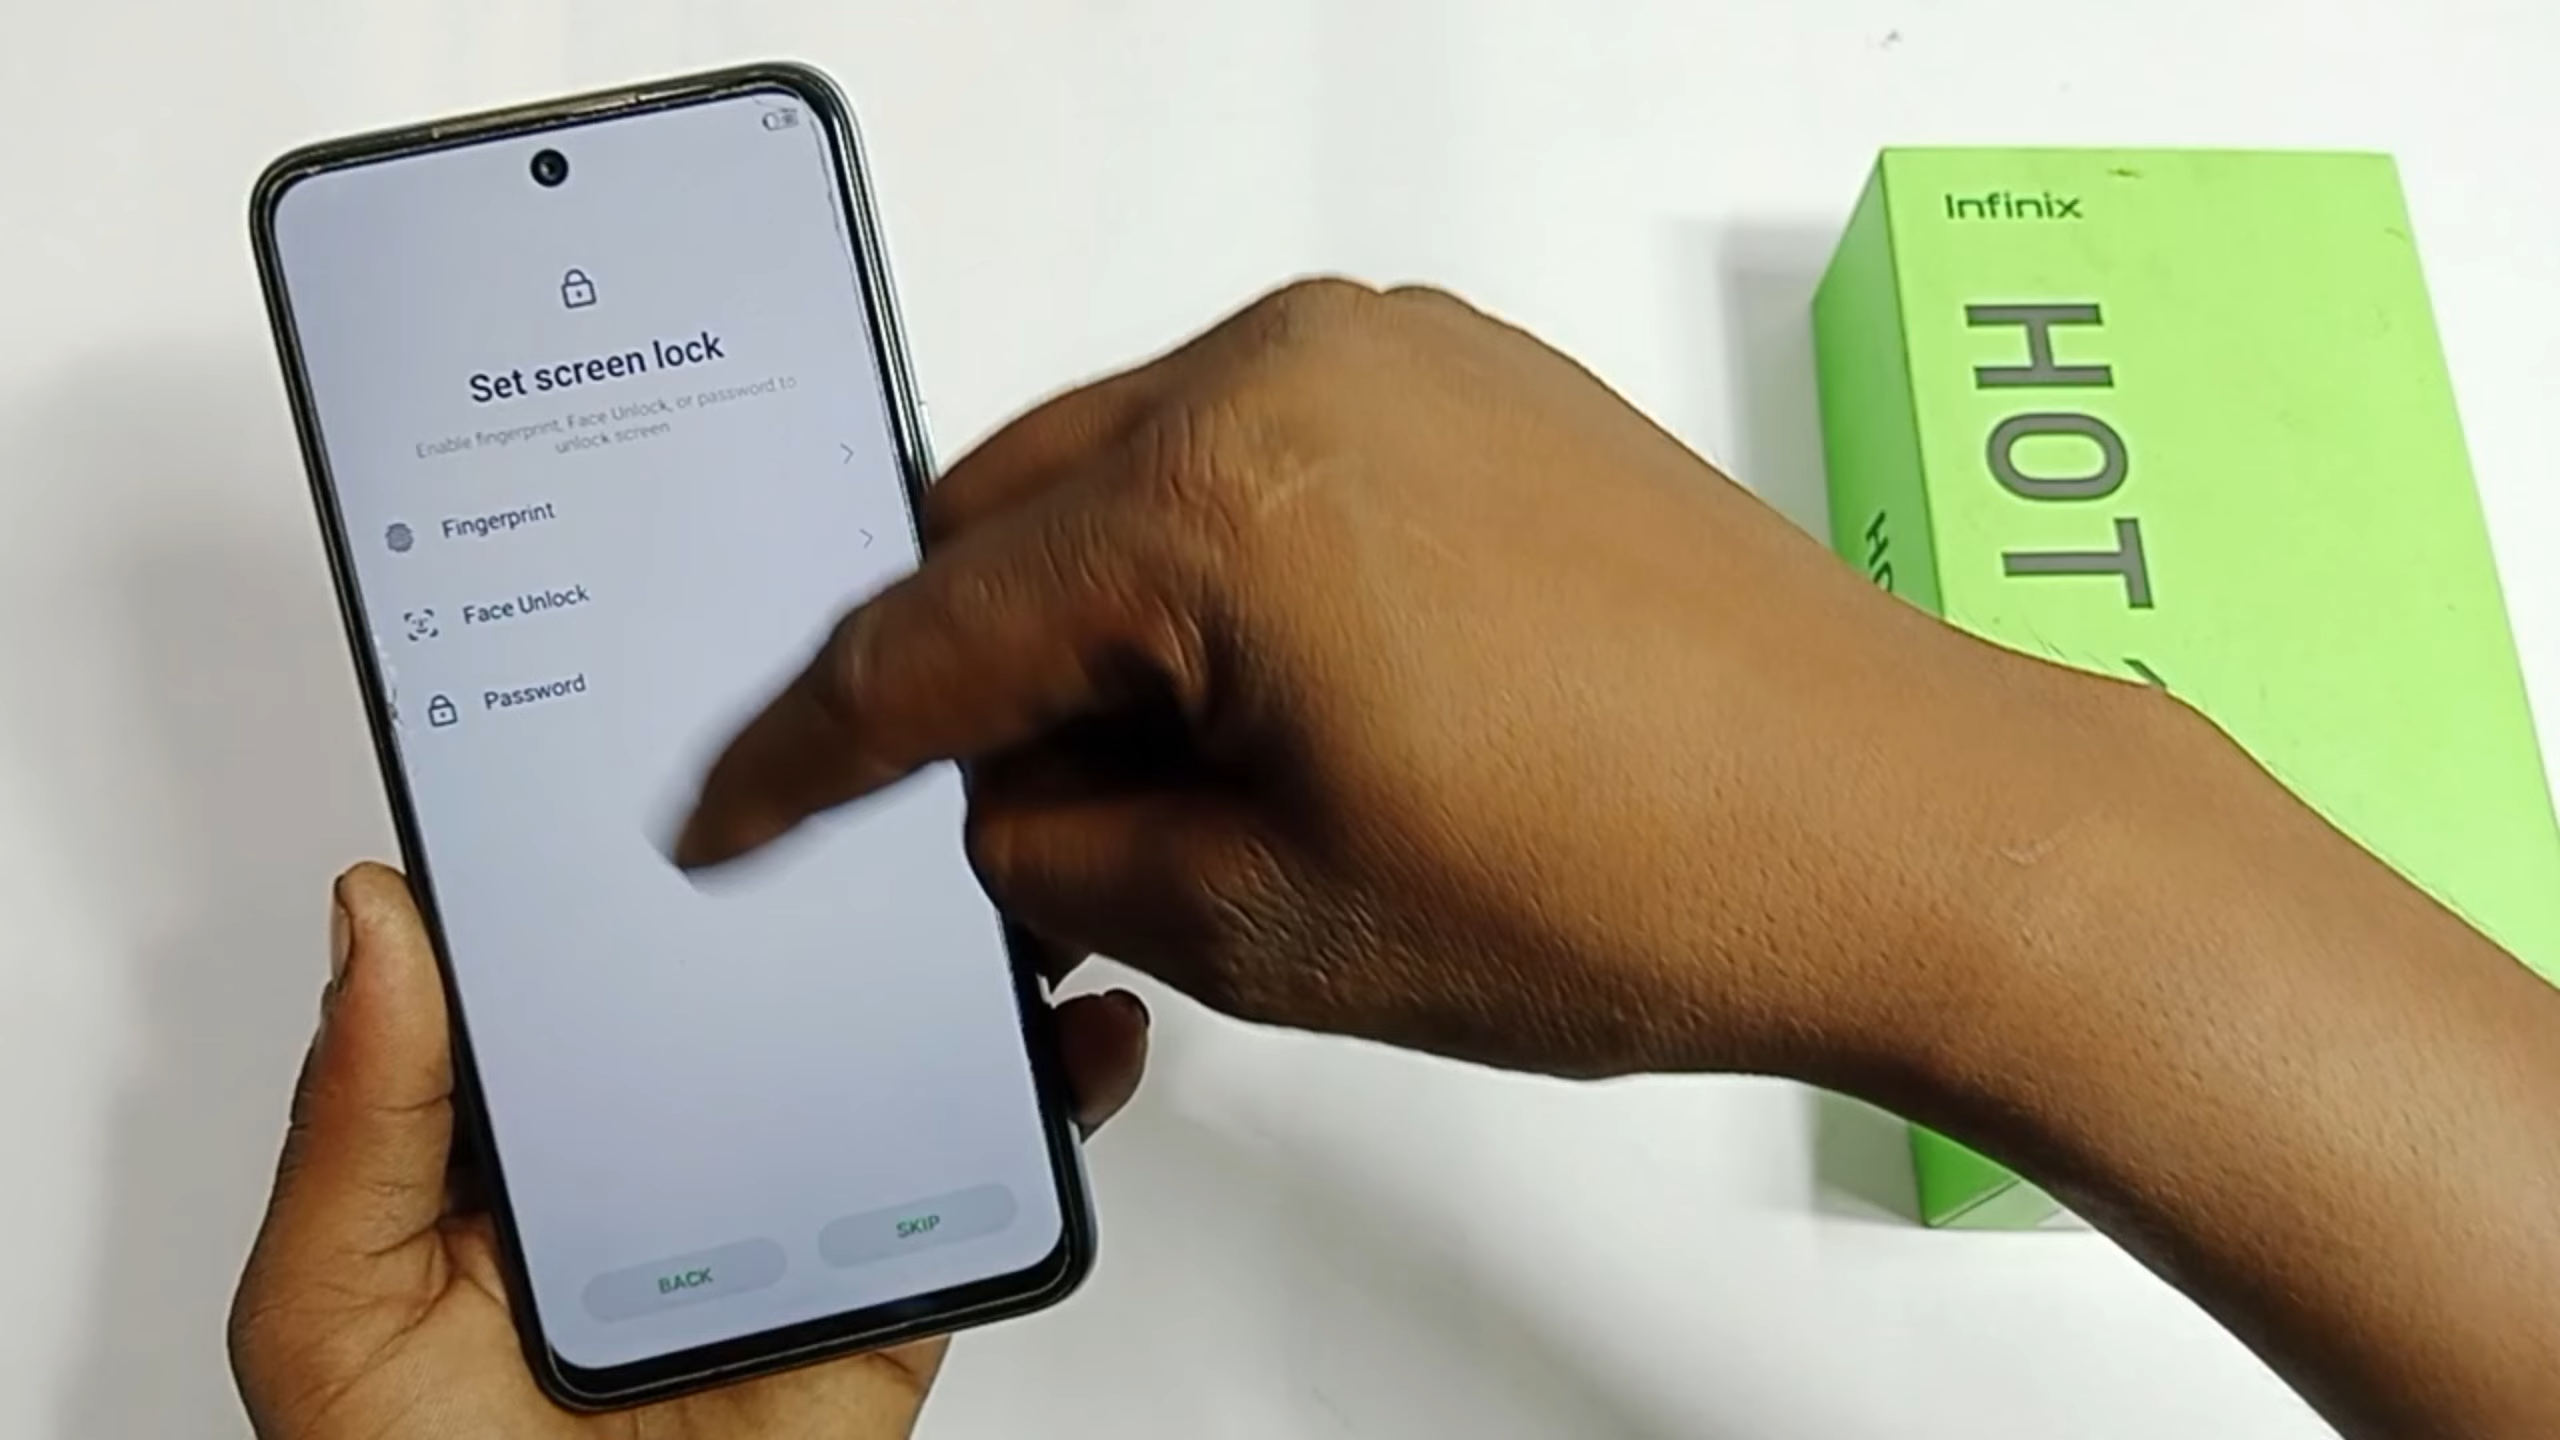 Set screen lock
Enable fingerprint, Face Unlock, or password to
unlock screen
Fingerprint
Face Unlock
Password
BACK
SKIP
Infinix
HOT